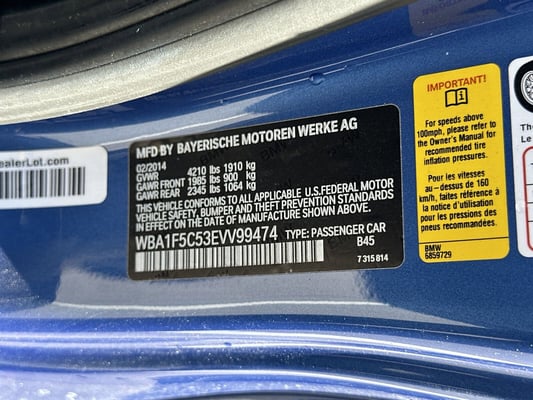 ealerLot.com
MFD BY BAYERISCHE MOTOREN WERKE AG
02/2014
GVWR 4210 lbs 1910 kg
GAWR FRONT 1985 lbs 900 kg
GAWR REAR 2345 lbs 1064 kg
THIS VEHICLE CONFORMS TO ALL APPLICABLE U.S.FEDERAL MOTOR
VEHICLE SAFETY, BUMPER, AND THEFT PREVENTION STANDARDS
IN EFFECT ON THE DATE OF MANUFACTURE SHOWN ABOVE.
WBA1F5C53EVV99474 TYPE: PASSENGER CAR
B45
7 315 814
IMPORTANT!
For speeds above
100mph, please refer to
the Owner's Manual for
recommended tire
inflation pressures.
Vitesse au-dessus de 160
km/h, faites référence à
la notice d'utilisation
pour les pressions de
pneus recommandées.
BMW
6859729
The
Le